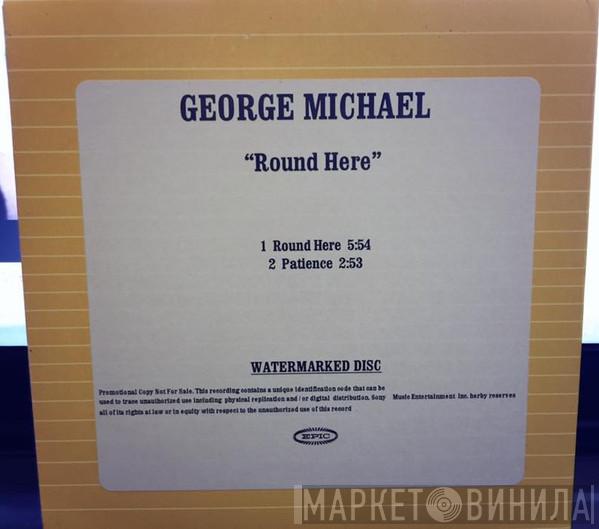 GEORGE MICHAEL
“Round Here”
1 Round Here 5:54
2 Patience 2:53
WATERMARKED DISC
Promotional Copy Not For Sale. This recording contains a unique identification code that can be
used to trace unauthorized use including physical replication and/or digital distribution. Sony Music Entertainment Inc. herby reserves
all of its rights at law or in equity with respect to the unauthorized use of this record
EPIC
МАРКЕТ ВИНИЛА